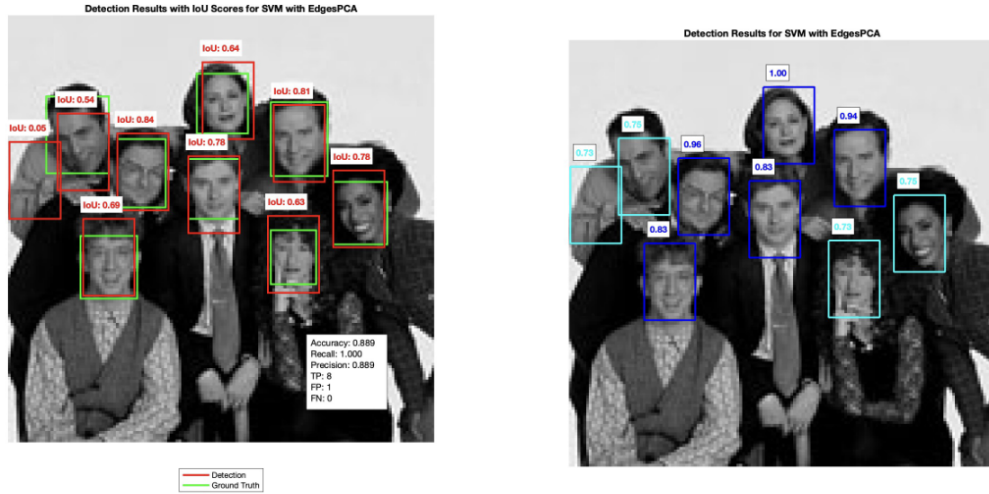 Detection Results with IoU Scores for SVM with EdgesPCA
IoU: 0.64
IoU: 0.54
IoU: 0.81
IoU: 0.05
IoU: 0.84
IoU: 0.78
IoU: 0.78
IoU: 0.69
IoU: 0.63
Accuracy: 0.889
Recall: 1.000
Precision: 0.889
TP: 8
FP: 1
FN: 0
Detection
Ground Truth
Detection Results for SVM with EdgesPCA
1.00
0.75
0.94
0.73
0.96
0.83
0.75
0.83
0.73